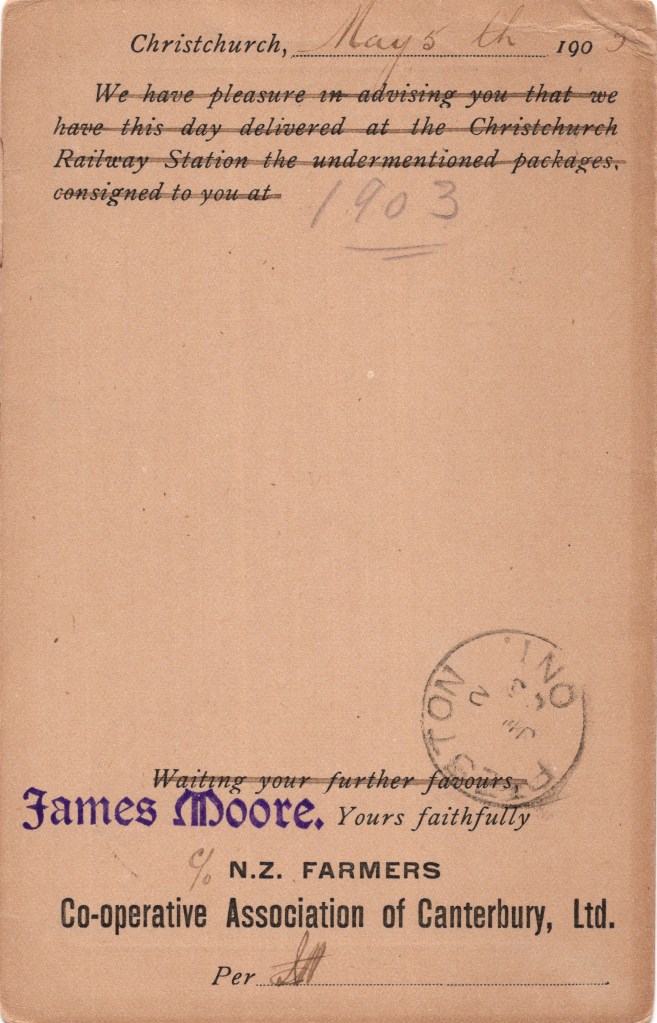 Christchurch, May 5th 1903
We have pleasure in advising you that we
have this day delivered at the Christchurch
Railway Station the undermentioned packages,
consigned to you at
1903
ONT.
Waiting your further favours,
James Moore. Yours faithfully
c/o N.Z. FARMERS
Co-operative Association of Canterbury, Ltd.
Per